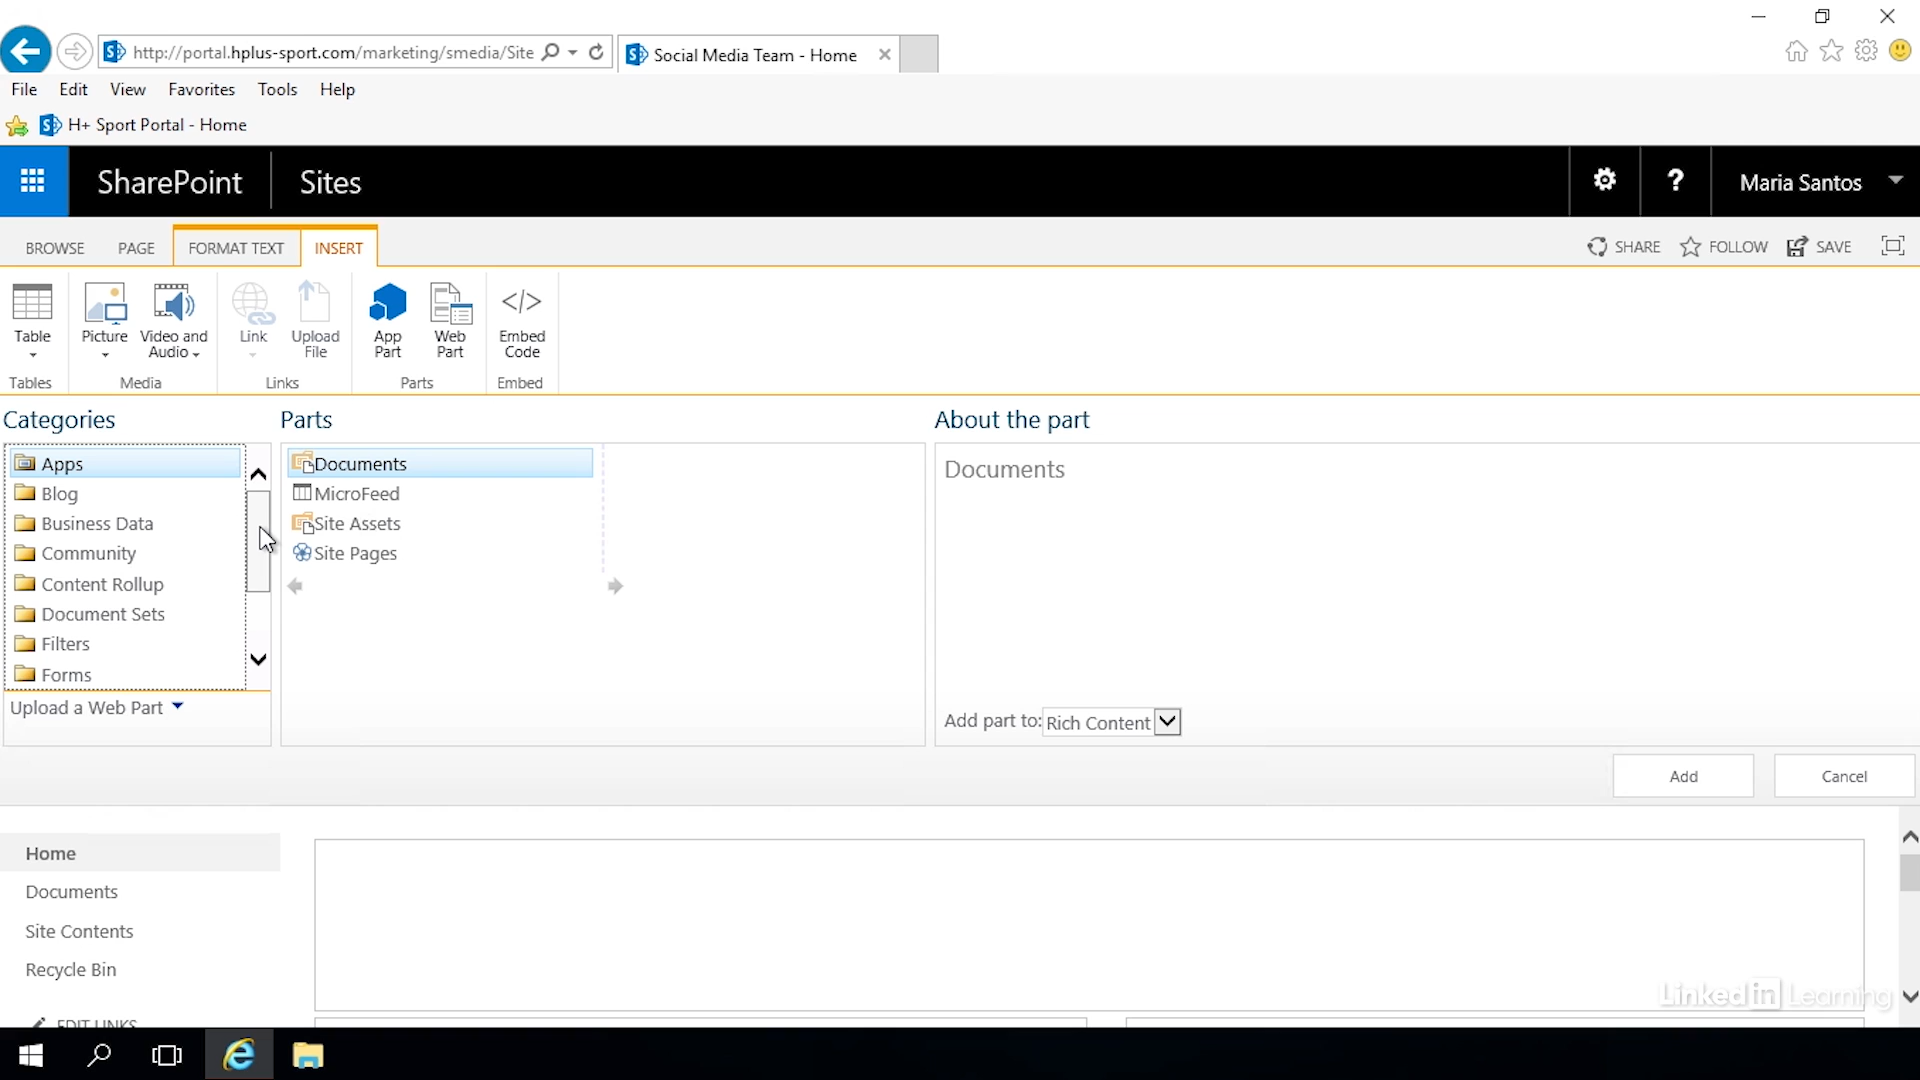 http://portal.hplus-sport.com/marketing/smedia/Site
Social Media Team - Home
File Edit View Favorites Tools Help
H+ Sport Portal - Home
SharePoint Sites ? Maria Santos
BROWSE PAGE FORMAT TEXT INSERT SHARE FOLLOW SAVE
Table Picture Video and Audio Link Upload File App Part Web Part Embed Code
Tables Media Links Parts Embed
Categories
Apps
Blog
Business Data
Community
Content Rollup
Document Sets
Filters
Forms
Upload a Web Part
Parts
Documents
MicroFeed
Site Assets
Site Pages
About the part
Documents
Add part to: Rich Content
Add Cancel
Home
Documents
Site Contents
Recycle Bin
EDIT LINKS
Linked in Learning